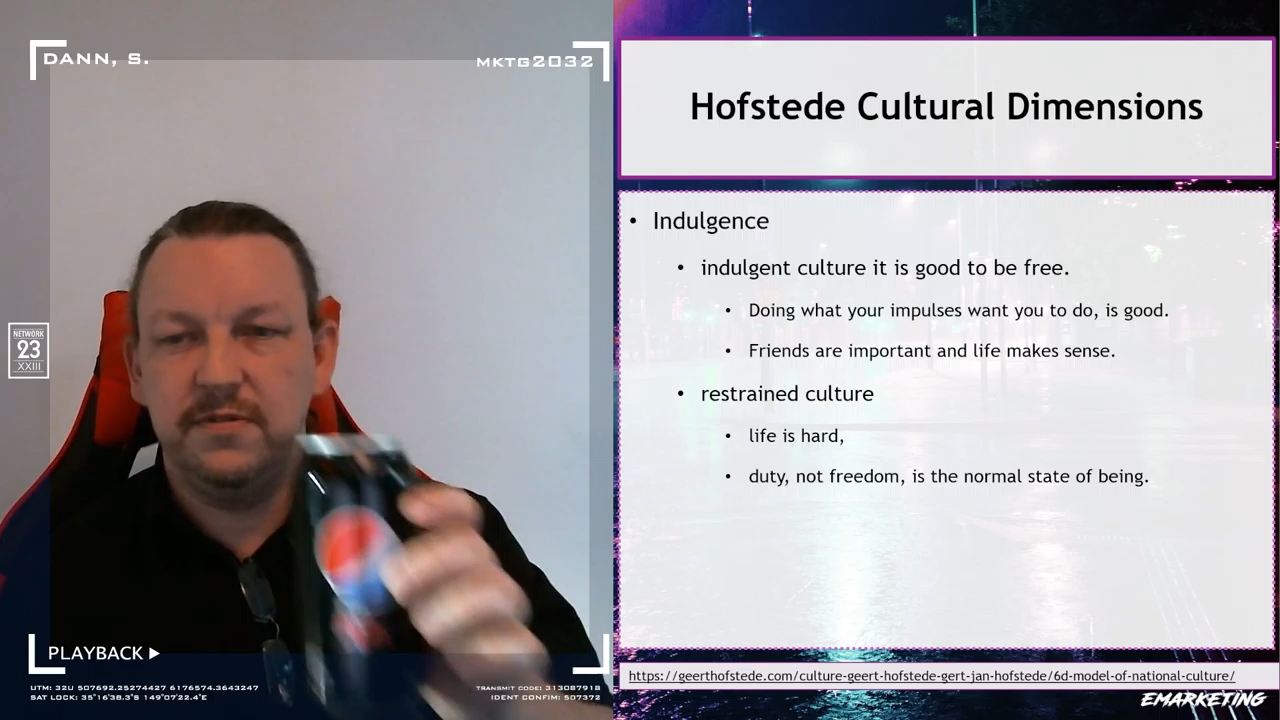 DANN, S.
MKTG2032
NETWORK
23
XXIII
PLAYBACK
UTM: 32U 507692.25274427 6176574.3643247
SAT LOCK: 35°16'38.3"S 149°07'22.4"E
TRANSMIT CODE: 313087918
IDENT CONFIM: 507372
Hofstede Cultural Dimensions
• Indulgence
• indulgent culture it is good to be free.
• Doing what your impulses want you to do, is good.
• Friends are important and life makes sense.
• restrained culture
• life is hard,
• duty, not freedom, is the normal state of being.
https://geerthofstede.com/culture-geert-hofstede-gert-jan-hofstede/6d-model-of-national-culture/
EMARKETING